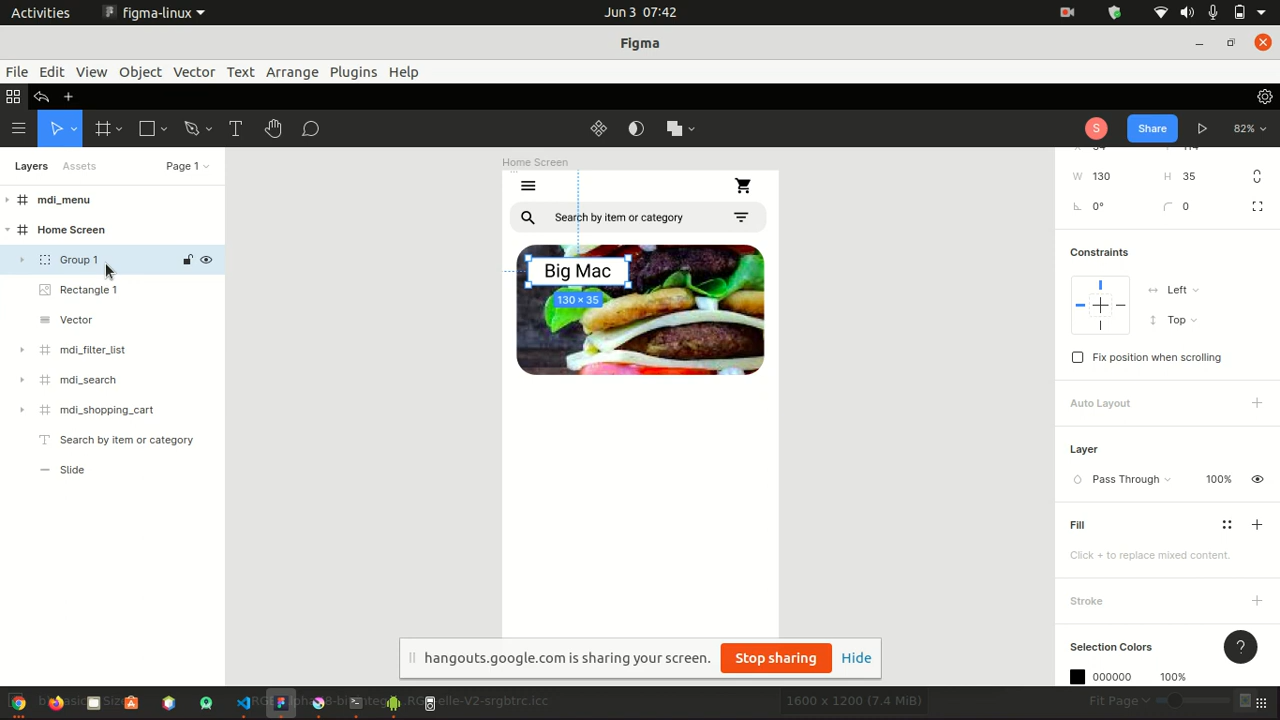 Activities figma-linux Jun 3 07:42
Figma
File Edit View Object Vector Text Arrange Plugins Help
S Share 82%
Layers Assets Page 1
Home Screen
W 130 H 35
mdi_menu
0° 0
Home Screen
Search by item or category
Constraints
Group 1
Big Mac
Rectangle 1
130 × 35
Left
Vector
Top
mdi_filter_list
Fix position when scrolling
mdi_search
mdi_shopping_cart
Auto Layout
Search by item or category
Layer
Slide
Pass Through 100%
Fill
Click + to replace mixed content.
Stroke
Selection Colors
?
hangouts.google.com is sharing your screen. Stop sharing Hide
000000 100%
1600 x 1200 (7.4 MiB) Fit Page